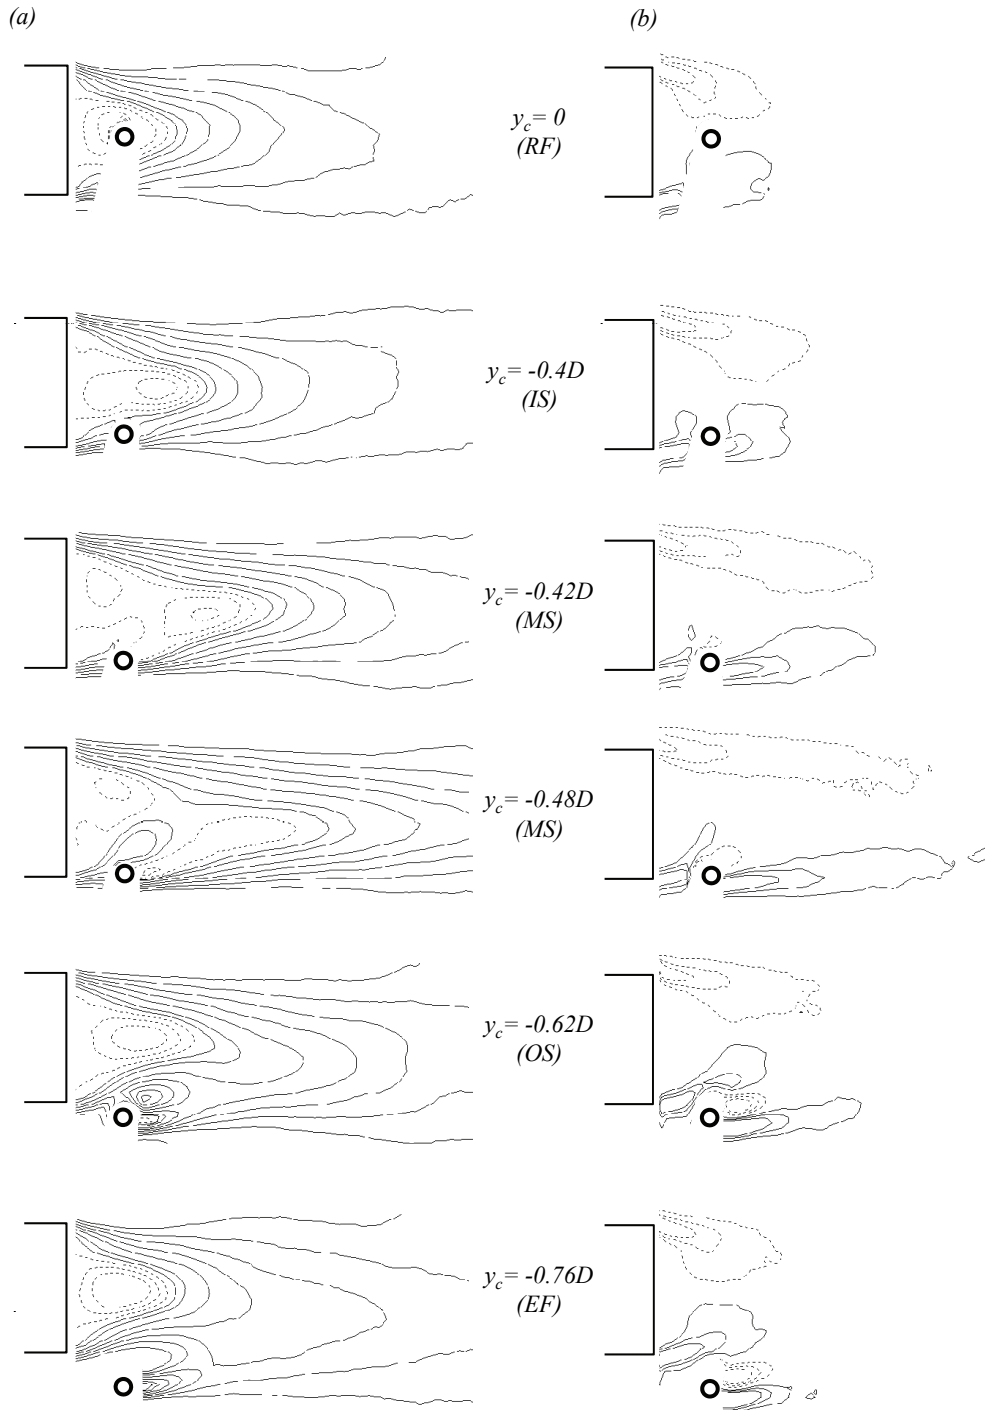 (a)
(b)
y_c= 0
(RF)
y_c= -0.4D
(IS)
y_c= -0.42D
(MS)
y_c= -0.48D
(MS)
y_c= -0.62D
(OS)
y_c= -0.76D
(EF)